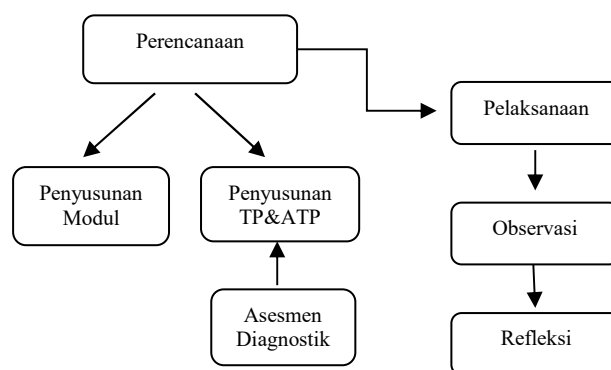 Perencanaan
Pelaksanaan
Penyusunan
Modul
Penyusunan
TP&ATP
Observasi
Asesmen
Diagnostik
Refleksi